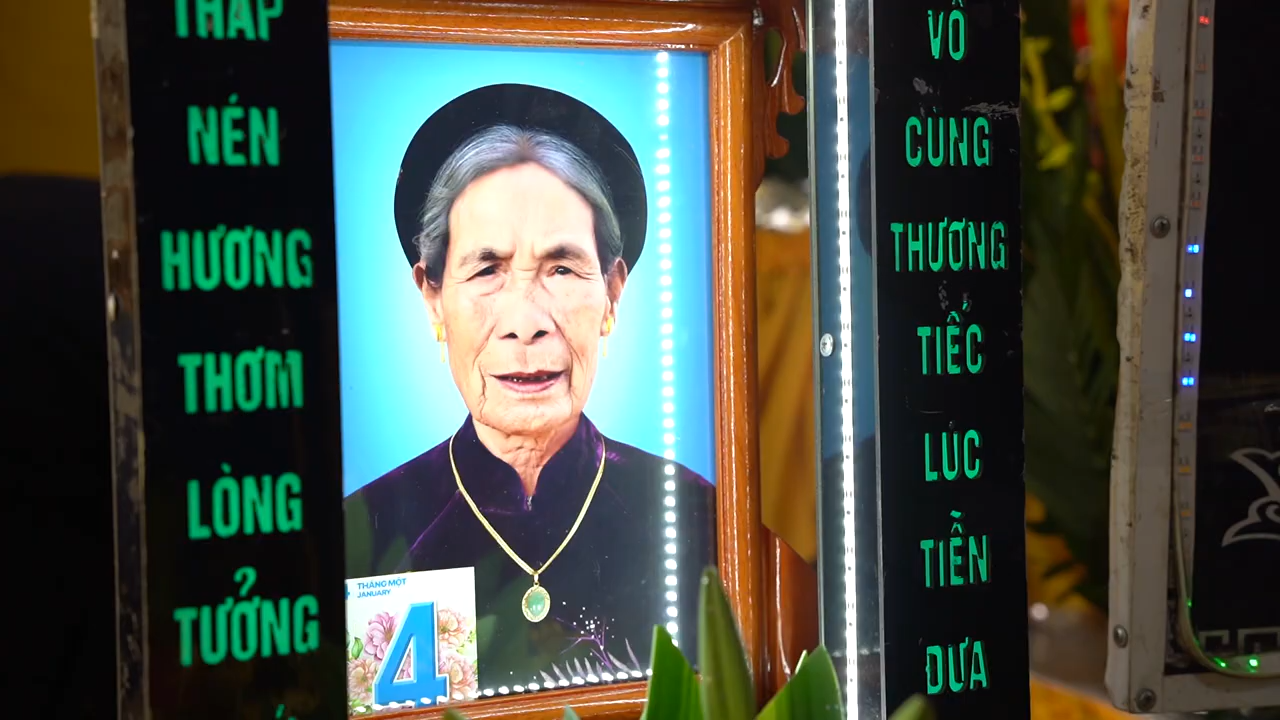 THẮP
NÉN
HƯƠNG
THƠM
LÒNG
TƯỞNG
THÁNG MỘT
JANUARY
4
VÔ
CÙNG
THƯƠNG
TIẾC
LÚC
TIỄN
ĐƯA